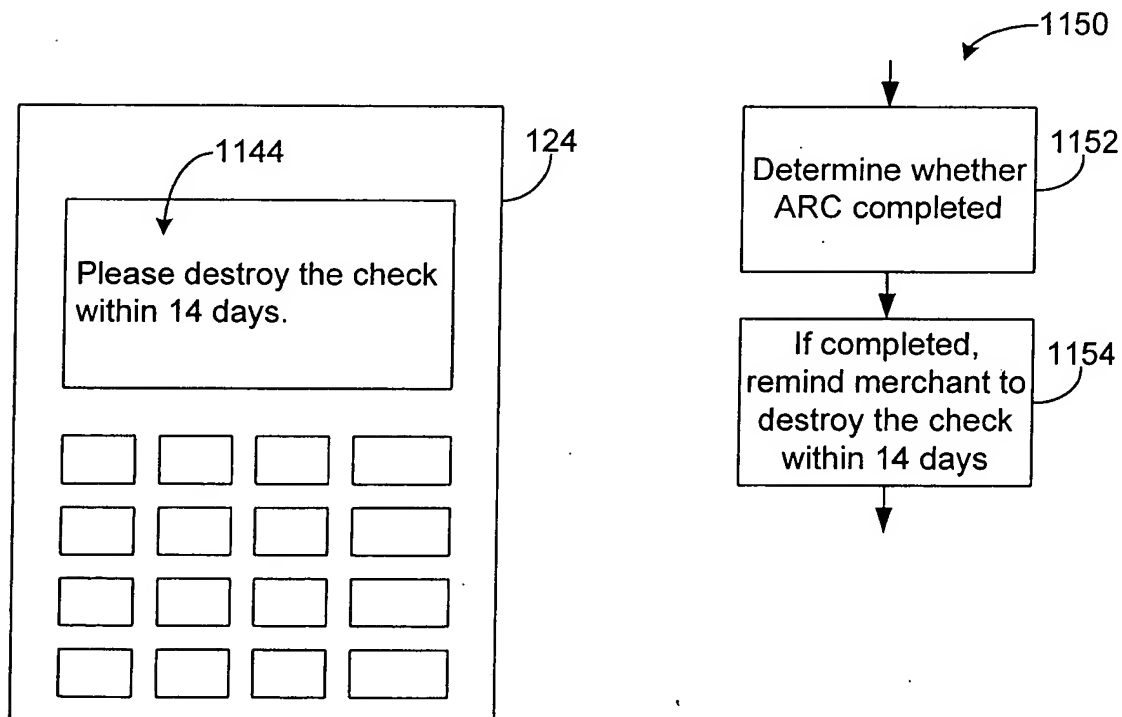 1150
1144
124
Please destroy the check
within 14 days.
1152
Determine whether
ARC completed
1154
If completed,
remind merchant to
destroy the check
within 14 days